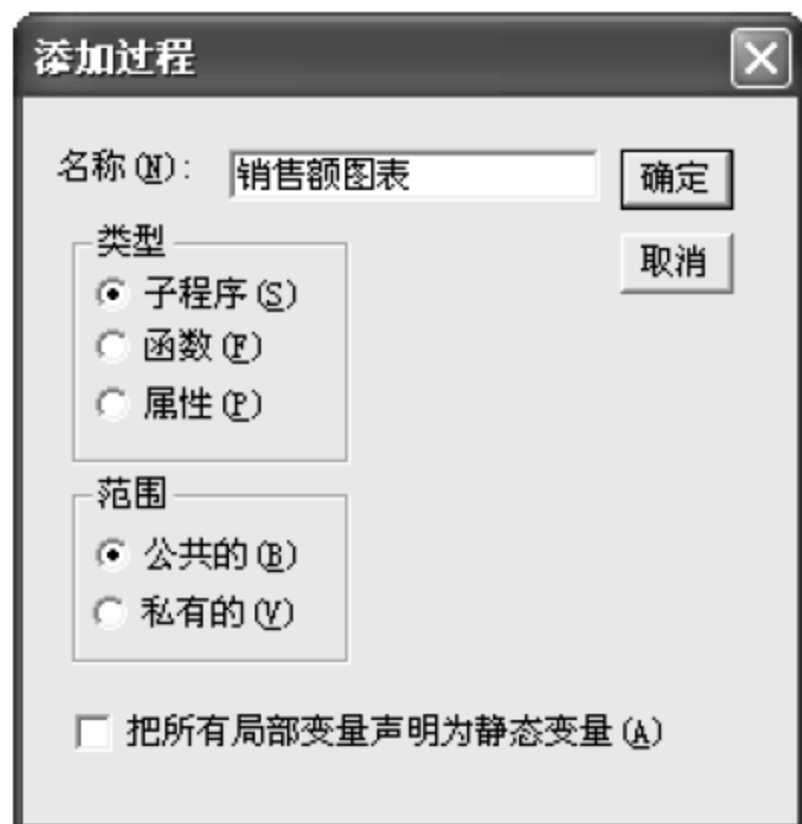 添加过程
名称(N): 销售额图表 确定
取消
类型
子程序(S)
函数(F)
属性(P)
范围
公共的(B)
私有的(V)
把所有局部变量声明为静态变量(A)